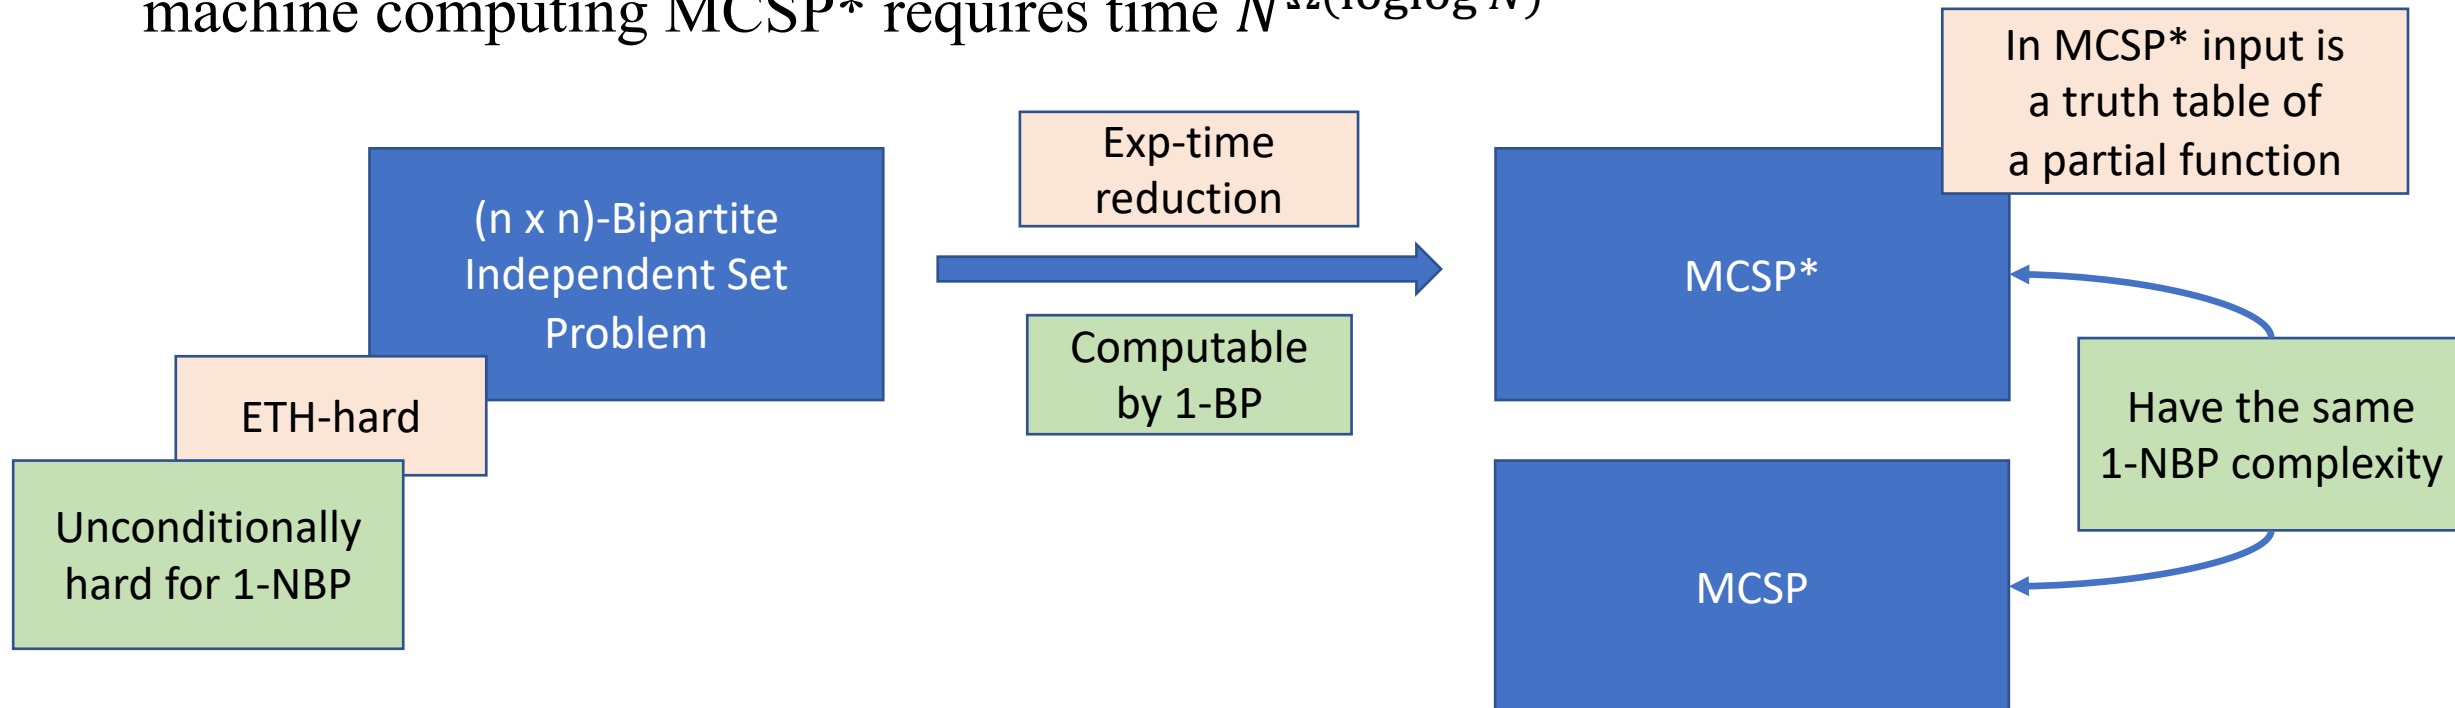 machine computing MCSP* requires time N^Ω(loglog N)
In MCSP* input is
a truth table of
a partial function
Exp-time
reduction
(n x n)-Bipartite
Independent Set
Problem
MCSP*
Computable
by 1-BP
ETH-hard
Have the same
1-NBP complexity
Unconditionally
hard for 1-NBP
MCSP